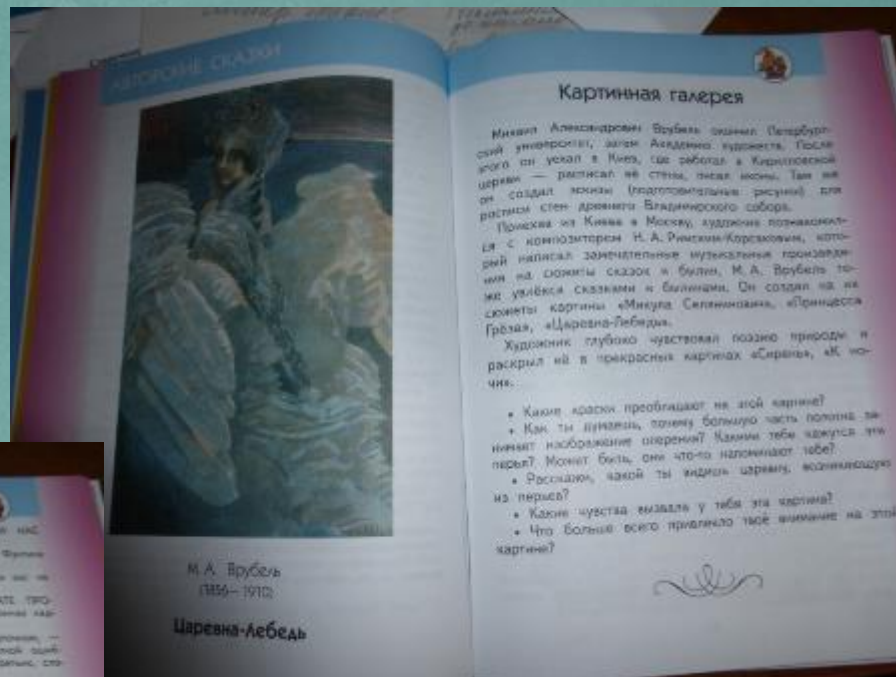 АВТОРСКИЕ СКАЗКИ
М. А. Врубель
(1856—1910)
Царевна-Лебедь
Картинная галерея
Михаил Александрович Врубель окончил Петербург-
ский университет, затем Академию художеств. После
этого он уехал в Киев, где работал в Кирилловской
церкви — расписал её стены, писал иконы. Там же
он создал эскизы (подготовительные рисунки) для
росписи стен древнего Владимирского собора.
Приехав из Киева в Москву, художник познакомил-
ся с композитором Н. А. Римским-Корсаковым, кото-
рый написал замечательные музыкальные произведе-
ния на сюжеты сказок и былин. М. А. Врубель то-
же увлёкся сказками и былинами. Он создал на их
сюжеты картины «Микула Селянинович», «Принцесса
Грёза», «Царевна-Лебедь».
Художник глубоко чувствовал поэзию природы и
раскрыл её в прекрасных картинах «Сирень», «К но-
чи».
• Какие краски преобладают на этой картине?
• Как ты думаешь, почему большую часть полотна за-
нимает изображение оперения? Какими тебе кажутся эти
перья? Может быть, они что-то напоминают тебе?
• Расскажи, какой ты видишь царевну, возникающую
из перьев?
• Какие чувства вызвала у тебя эта картина?
• Что больше всего привлекло твоё внимание на этой
картине?
НАС